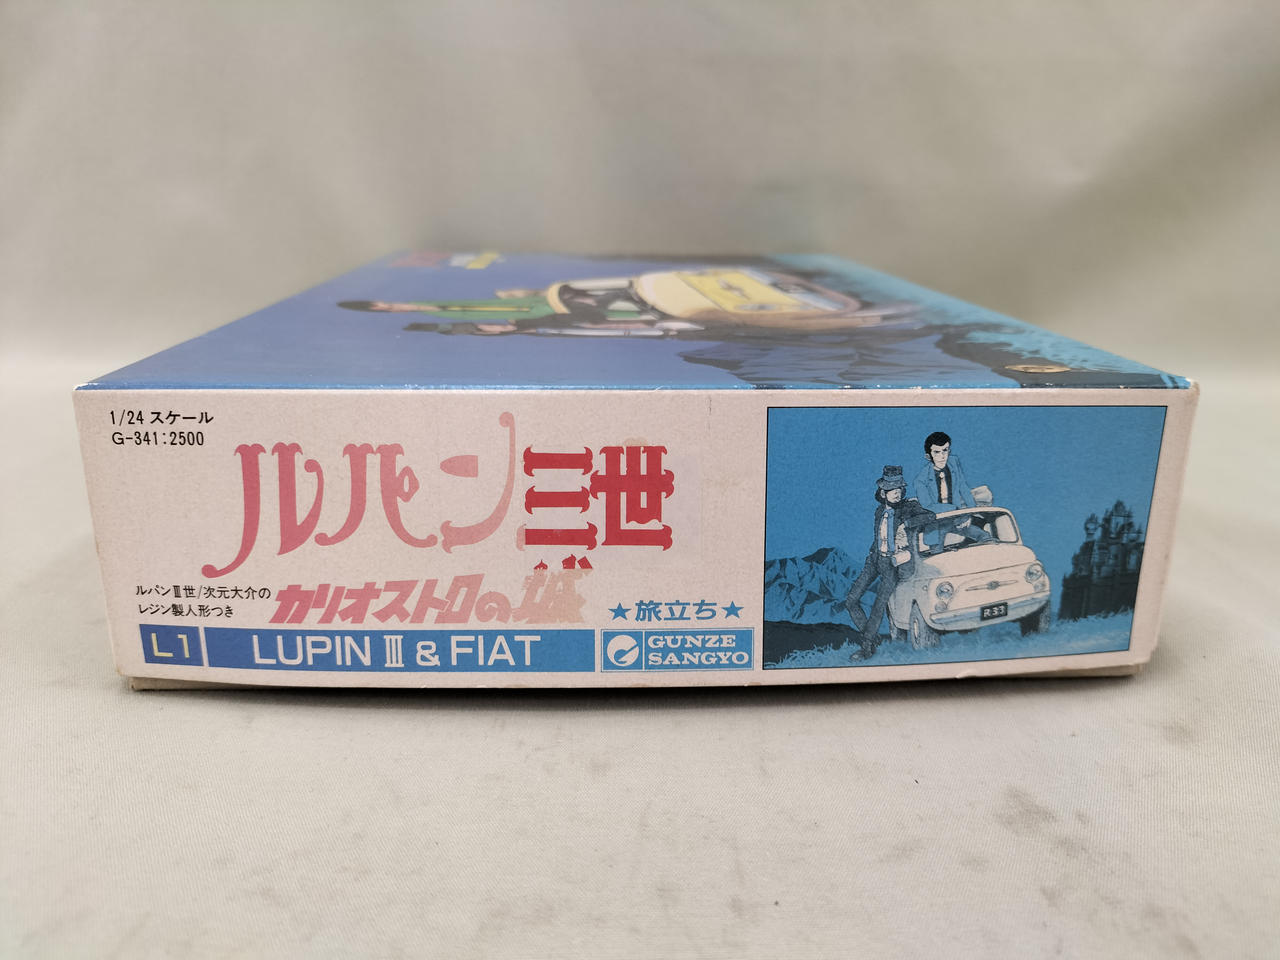 1/24 スケール
G-341:2500
ルパン三世
ルパンⅢ世/次元大介の
レジン製人形つき
カリオストロの城
★旅立ち★
L1
LUPIN Ⅲ & FIAT
GUNZE
SANGYO
R-33